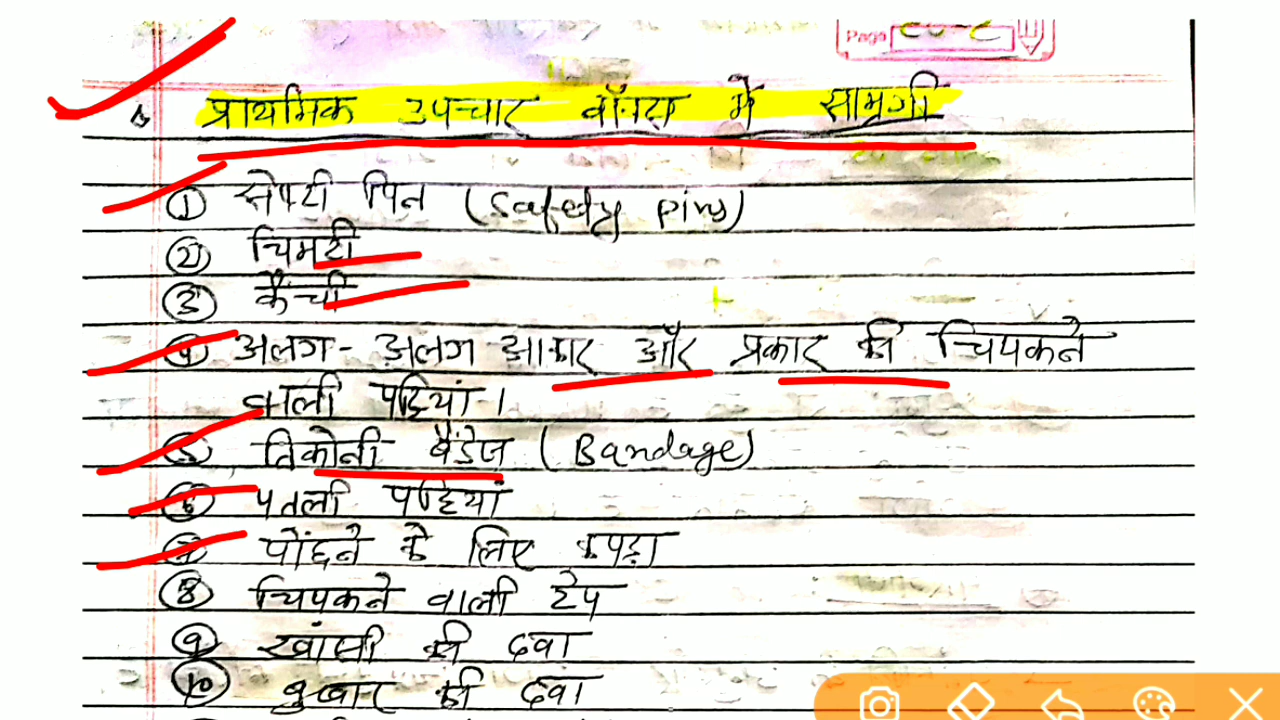 Page
प्राथमिक उपचार बॉक्स में सामग्री
① सेफ्टी पिन (Safety pins)
② चिमटी
③ कैंची
④ अलग-अलग आकार और प्रकार की चिपकने
वाली पट्टियां।
⑤ तिकोनी बैंडेज (Bandage)
⑥ पतली पट्टियां
⑦ पोंछने के लिए कपड़ा
⑧ चिपकने वाली टेप
⑨ खांसी की दवा
⑩ बुखार की दवा